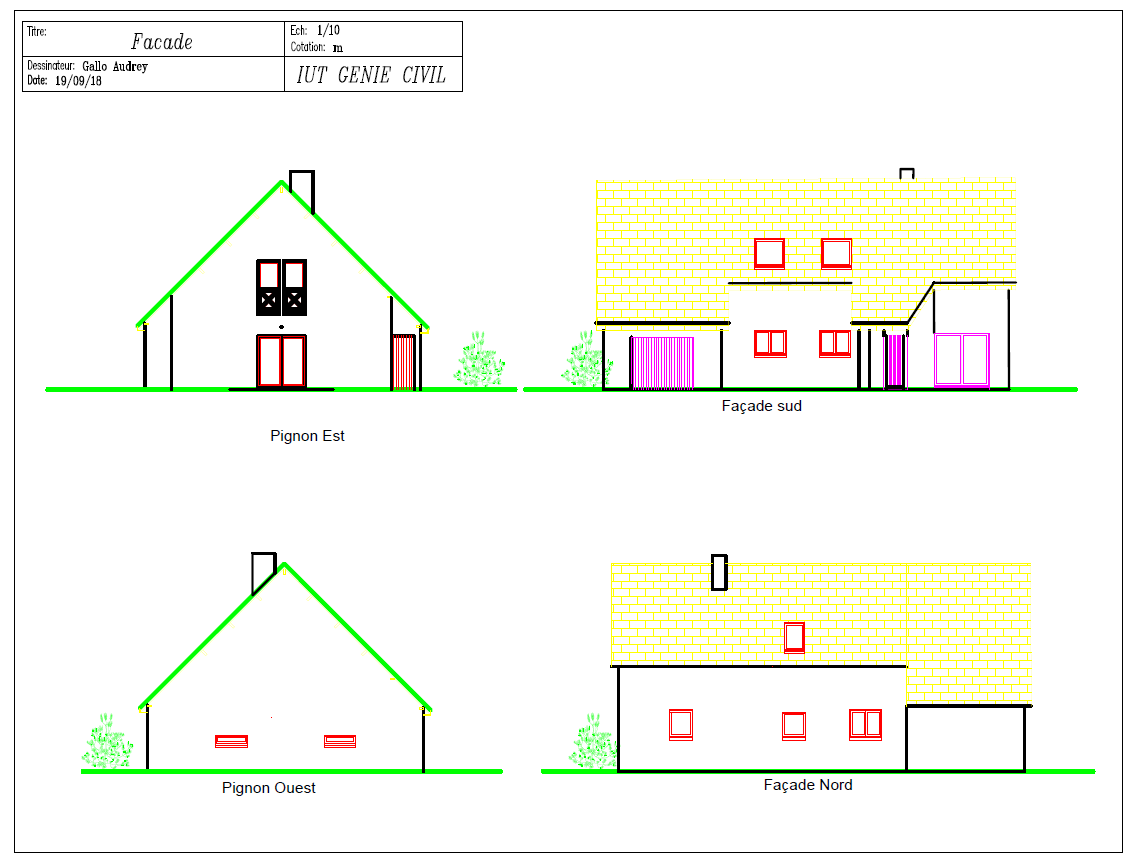 Titre:
Facade
Ech: 1/10
Cotation: m
Dessinateur: Gallo Audrey
Date: 19/09/18
IUT GENIE CIVIL
Pignon Est
Façade sud
Pignon Ouest
Façade Nord